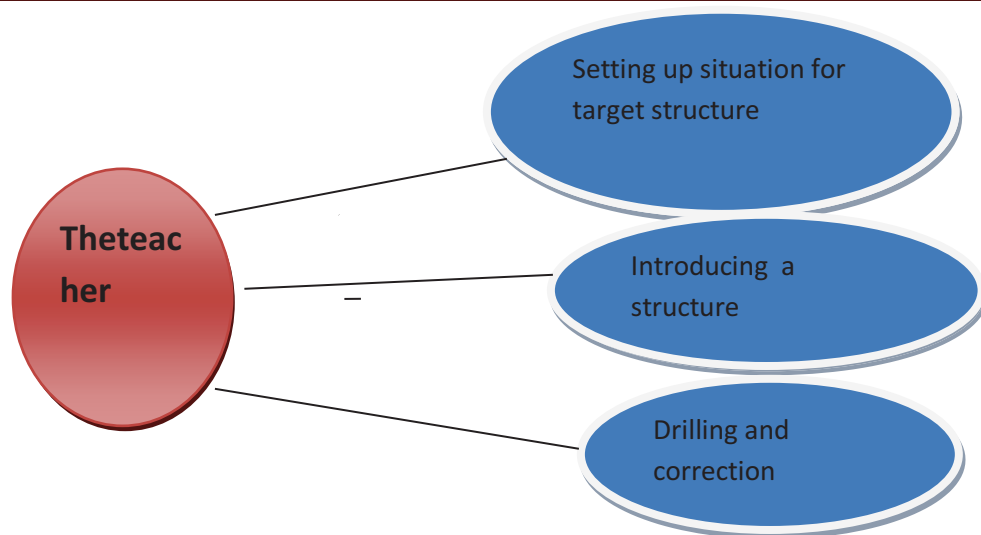 Setting up situation for
target structure
Theteac
her
Introducing a
structure
–
Drilling and
correction